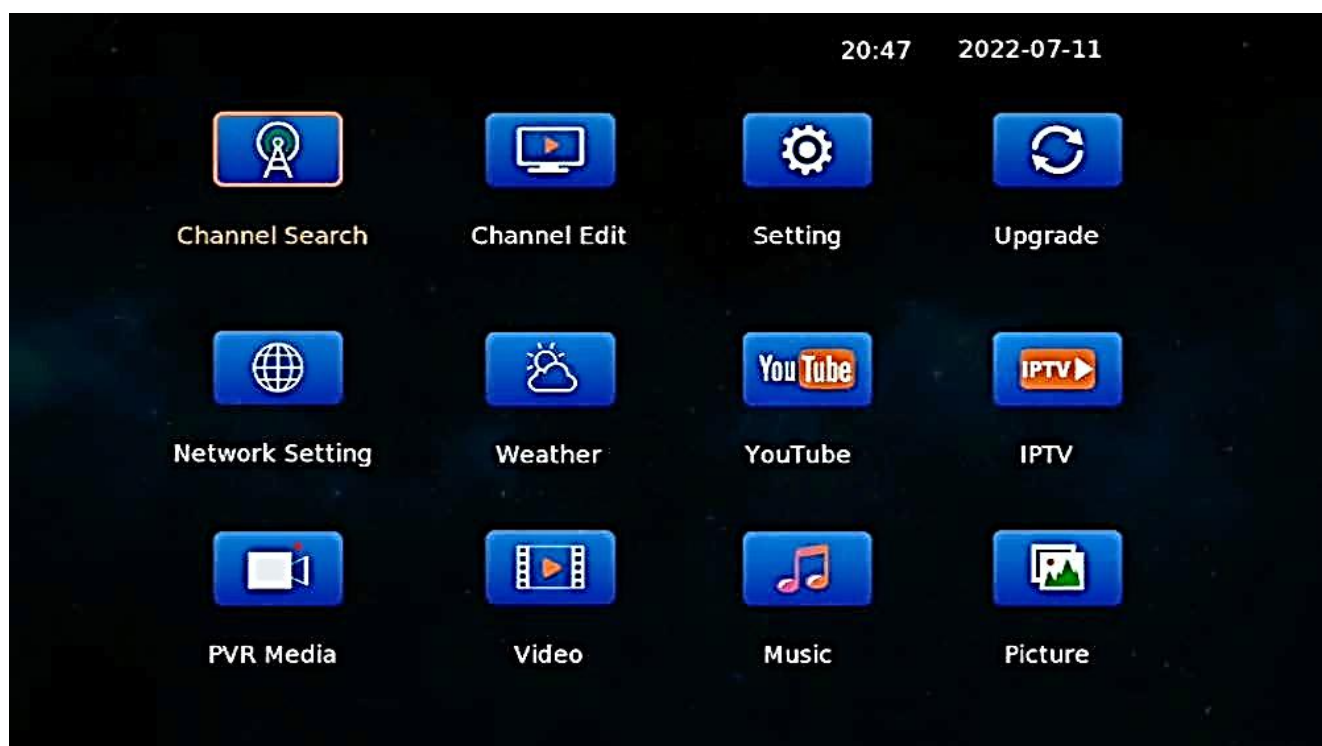 20:47 2022-07-11
Channel Search Channel Edit Setting Upgrade
You Tube IPTV
Network Setting Weather YouTube IPTV
PVR Media Video Music Picture